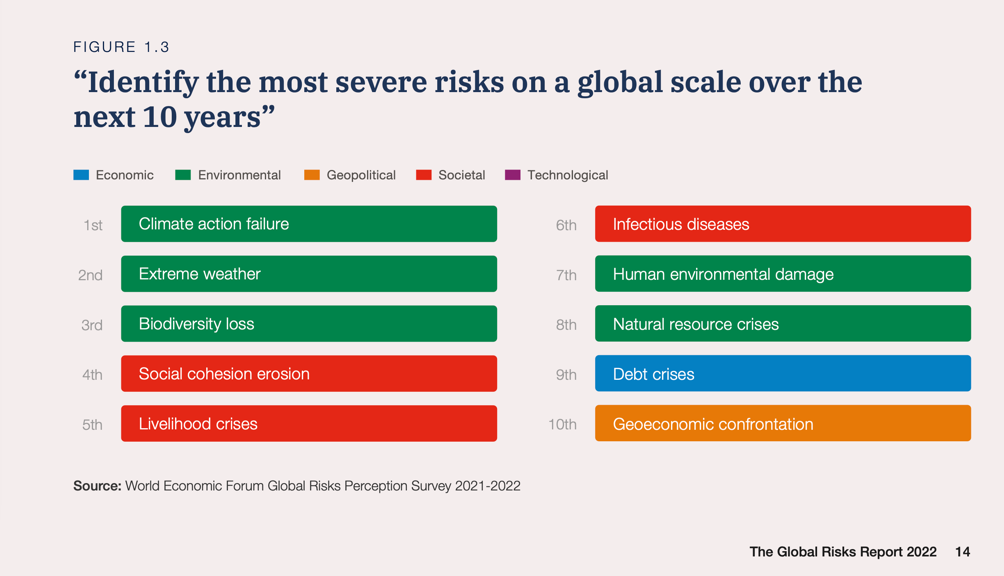 FIGURE 1.3
“Identify the most severe risks on a global scale over the
next 10 years”
Economic
Environmental
Geopolitical
Societal
Technological
1st
Climate action failure
2nd
Extreme weather
3rd
Biodiversity loss
4th
Social cohesion erosion
5th
Livelihood crises
6th
Infectious diseases
7th
Human environmental damage
8th
Natural resource crises
9th
Debt crises
10th
Geoeconomic confrontation
Source: World Economic Forum Global Risks Perception Survey 2021-2022
The Global Risks Report 2022 14